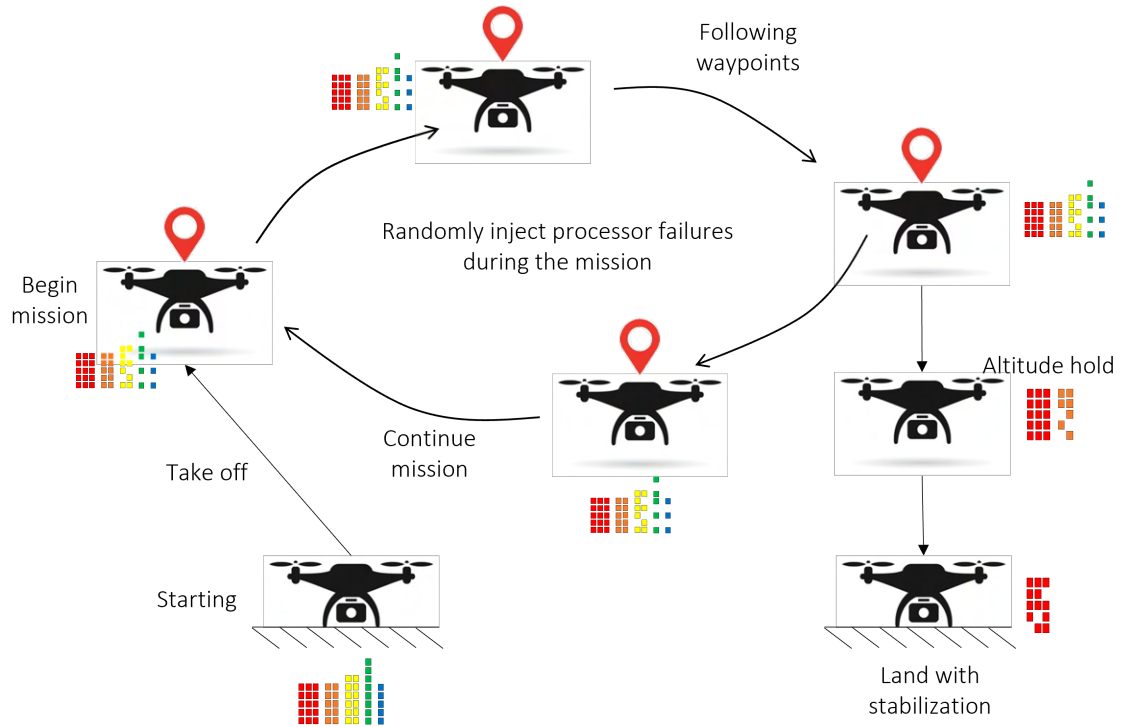 Following
waypoints
Randomly inject processor failures
during the mission
Begin
mission
Altitude hold
Continue
mission
Take off
Starting
Land with
stabilization